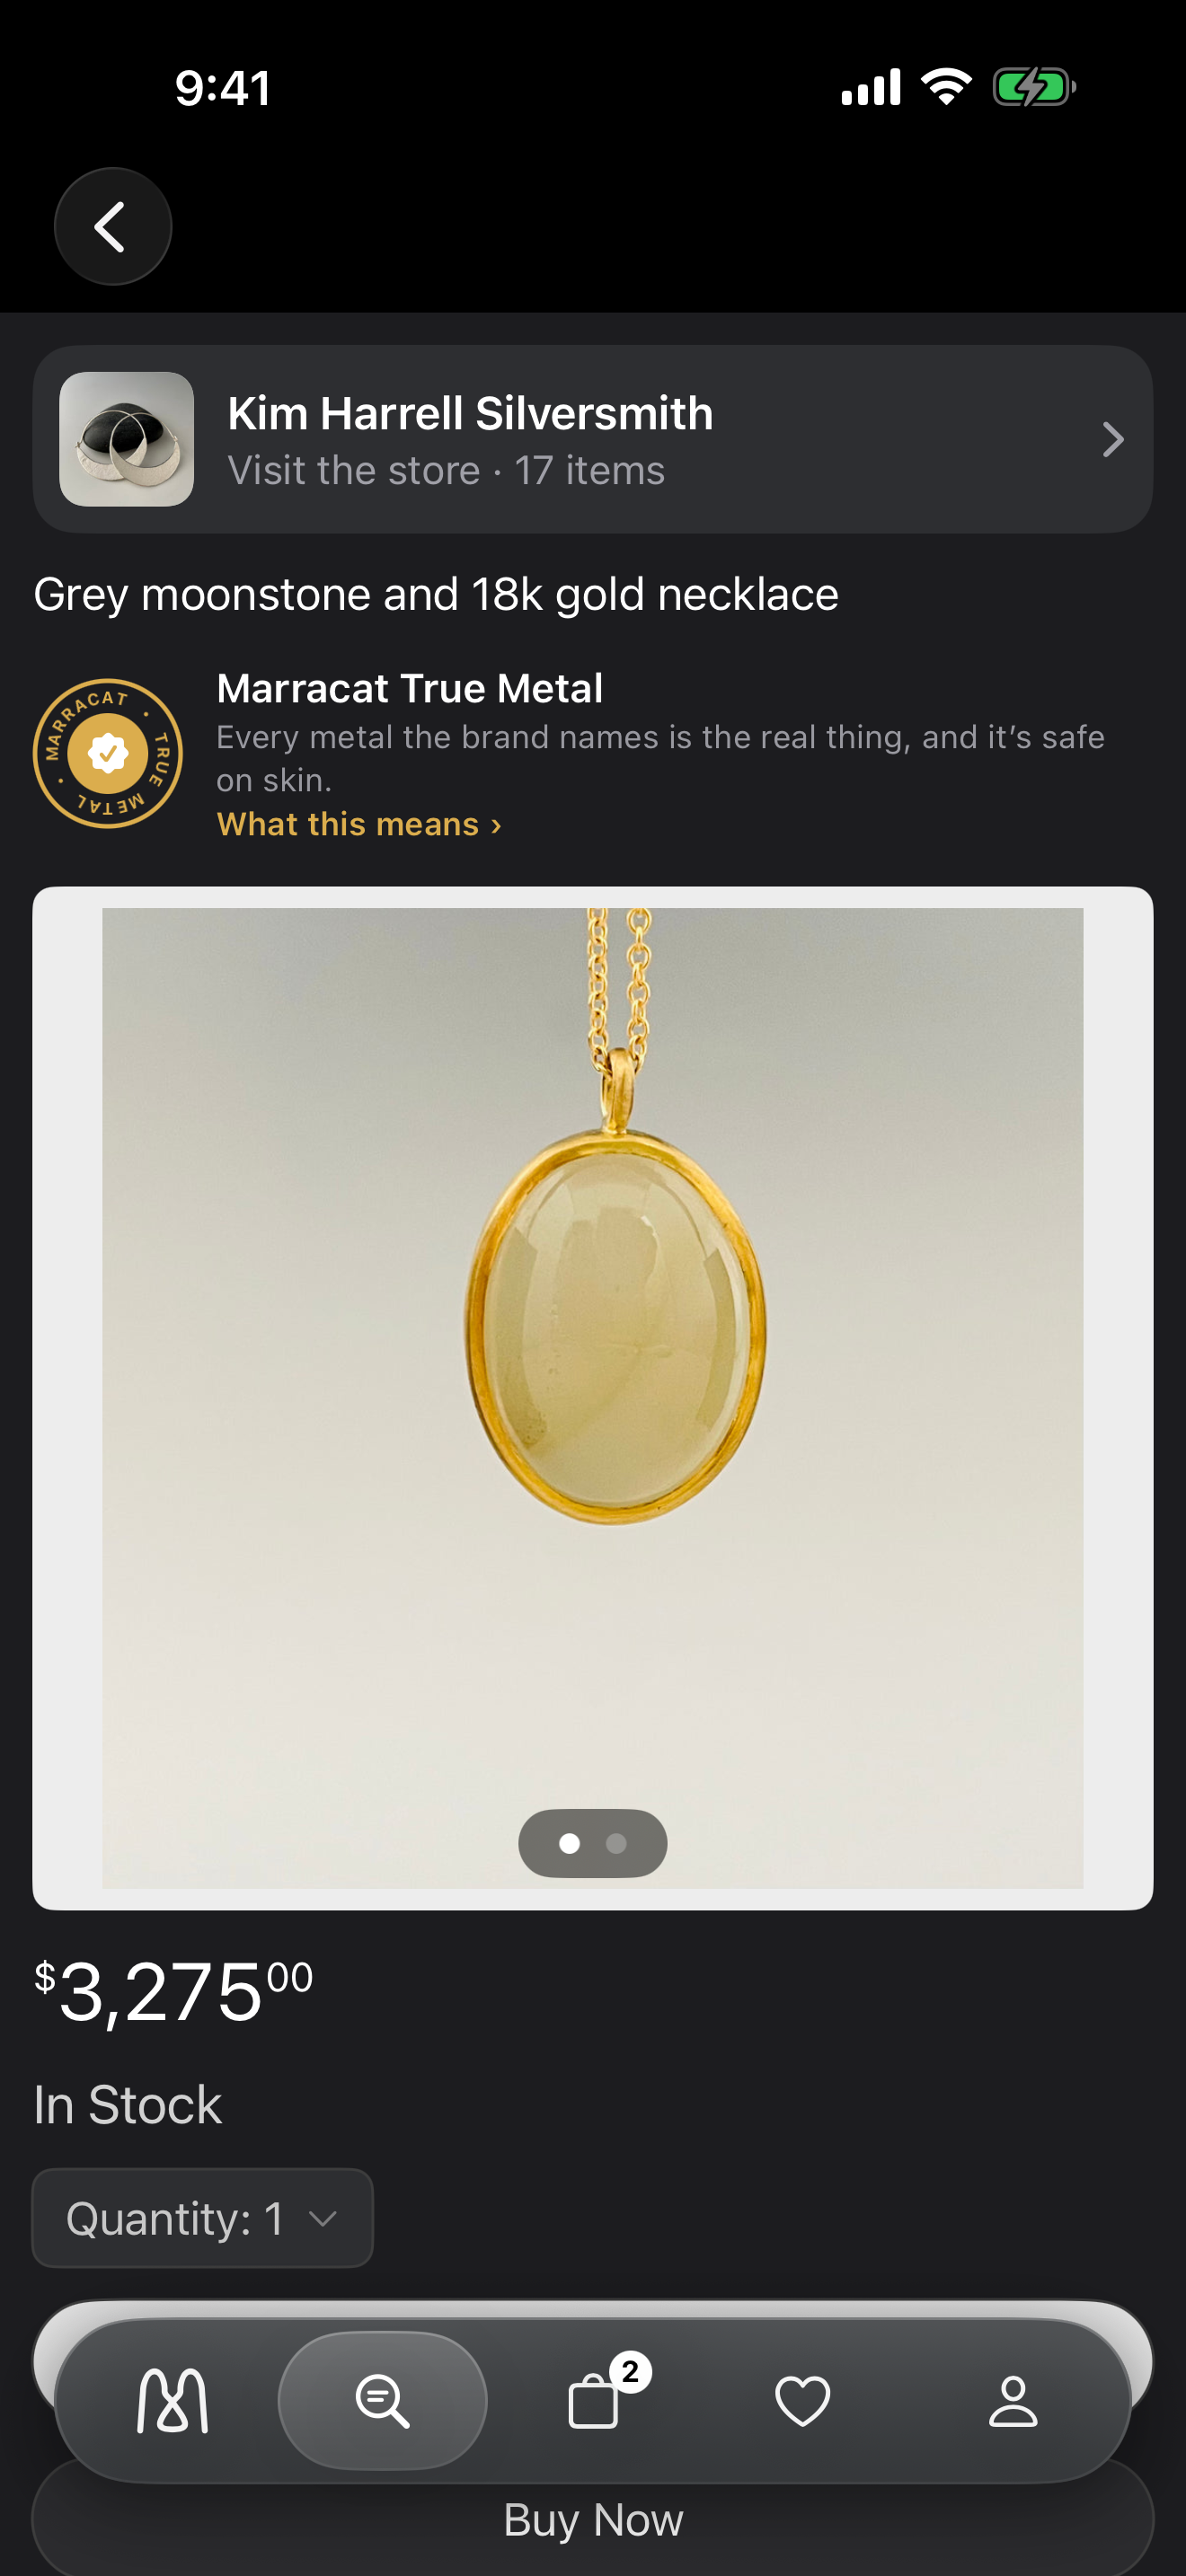 9:41
Kim Harrell Silversmith
Visit the store · 17 items
Grey moonstone and 18k gold necklace
MARRACAT • TRUE METAL •
Marracat True Metal
Every metal the brand names is the real thing, and it’s safe
on skin.
What this means ›
$3,27500
In Stock
Quantity: 1
2
Buy Now